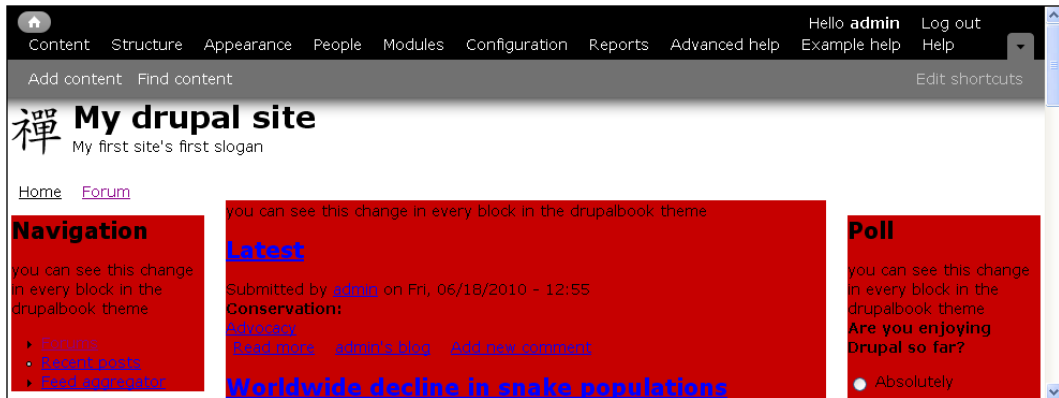 Hello admin Log out
Content Structure Appearance People Modules Configuration Reports Advanced help Example help Help
Add content Find content Edit shortcuts
禪 My drupal site
My first site's first slogan
Home Forum
Navigation
you can see this change
in every block in the
drupalbook theme
Forums
Recent posts
Feed aggregator
you can see this change in every block in the drupalbook theme
Latest
Submitted by admin on Fri, 06/18/2010 - 12:55
Conservation:
Advocacy
Read more admin's blog Add new comment
Worldwide decline in snake populations
Poll
you can see this change
in every block in the
drupalbook theme
Are you enjoying
Drupal so far?
Absolutely